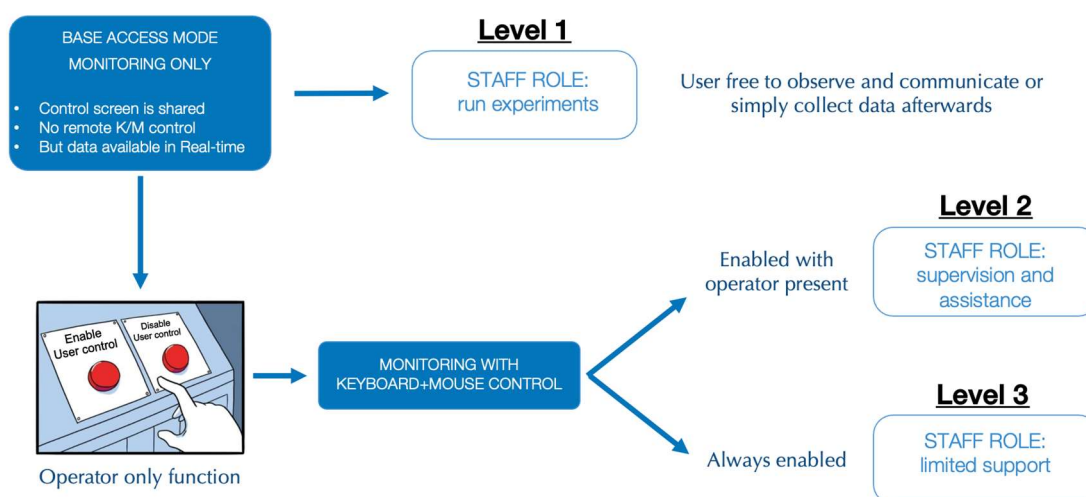 BASE ACCESS MODE
MONITORING ONLY
• Control screen is shared
• No remote K/M control
• But data available in Real-time
Level 1
STAFF ROLE:
run experiments
User free to observe and communicate or
simply collect data afterwards
Enable
User control
Disable
User control
Operator only function
MONITORING WITH
KEYBOARD+MOUSE CONTROL
Enabled with
operator present
Level 2
STAFF ROLE:
supervision and
assistance
Always enabled
Level 3
STAFF ROLE:
limited support